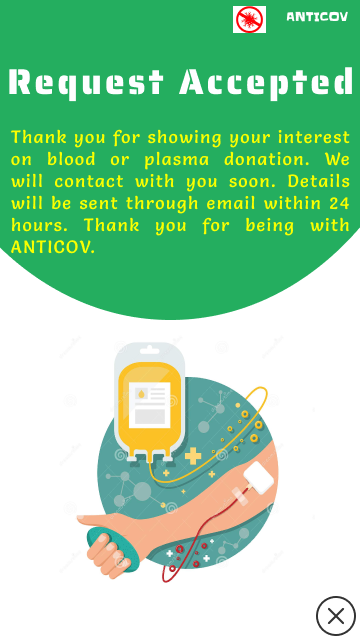 ANTICOV
Request Accepted
Thank you for showing your interest
on blood or plasma donation. We
will contact with you soon. Details
will be sent through email within 24
hours. Thank you for being with
ANTICOV.